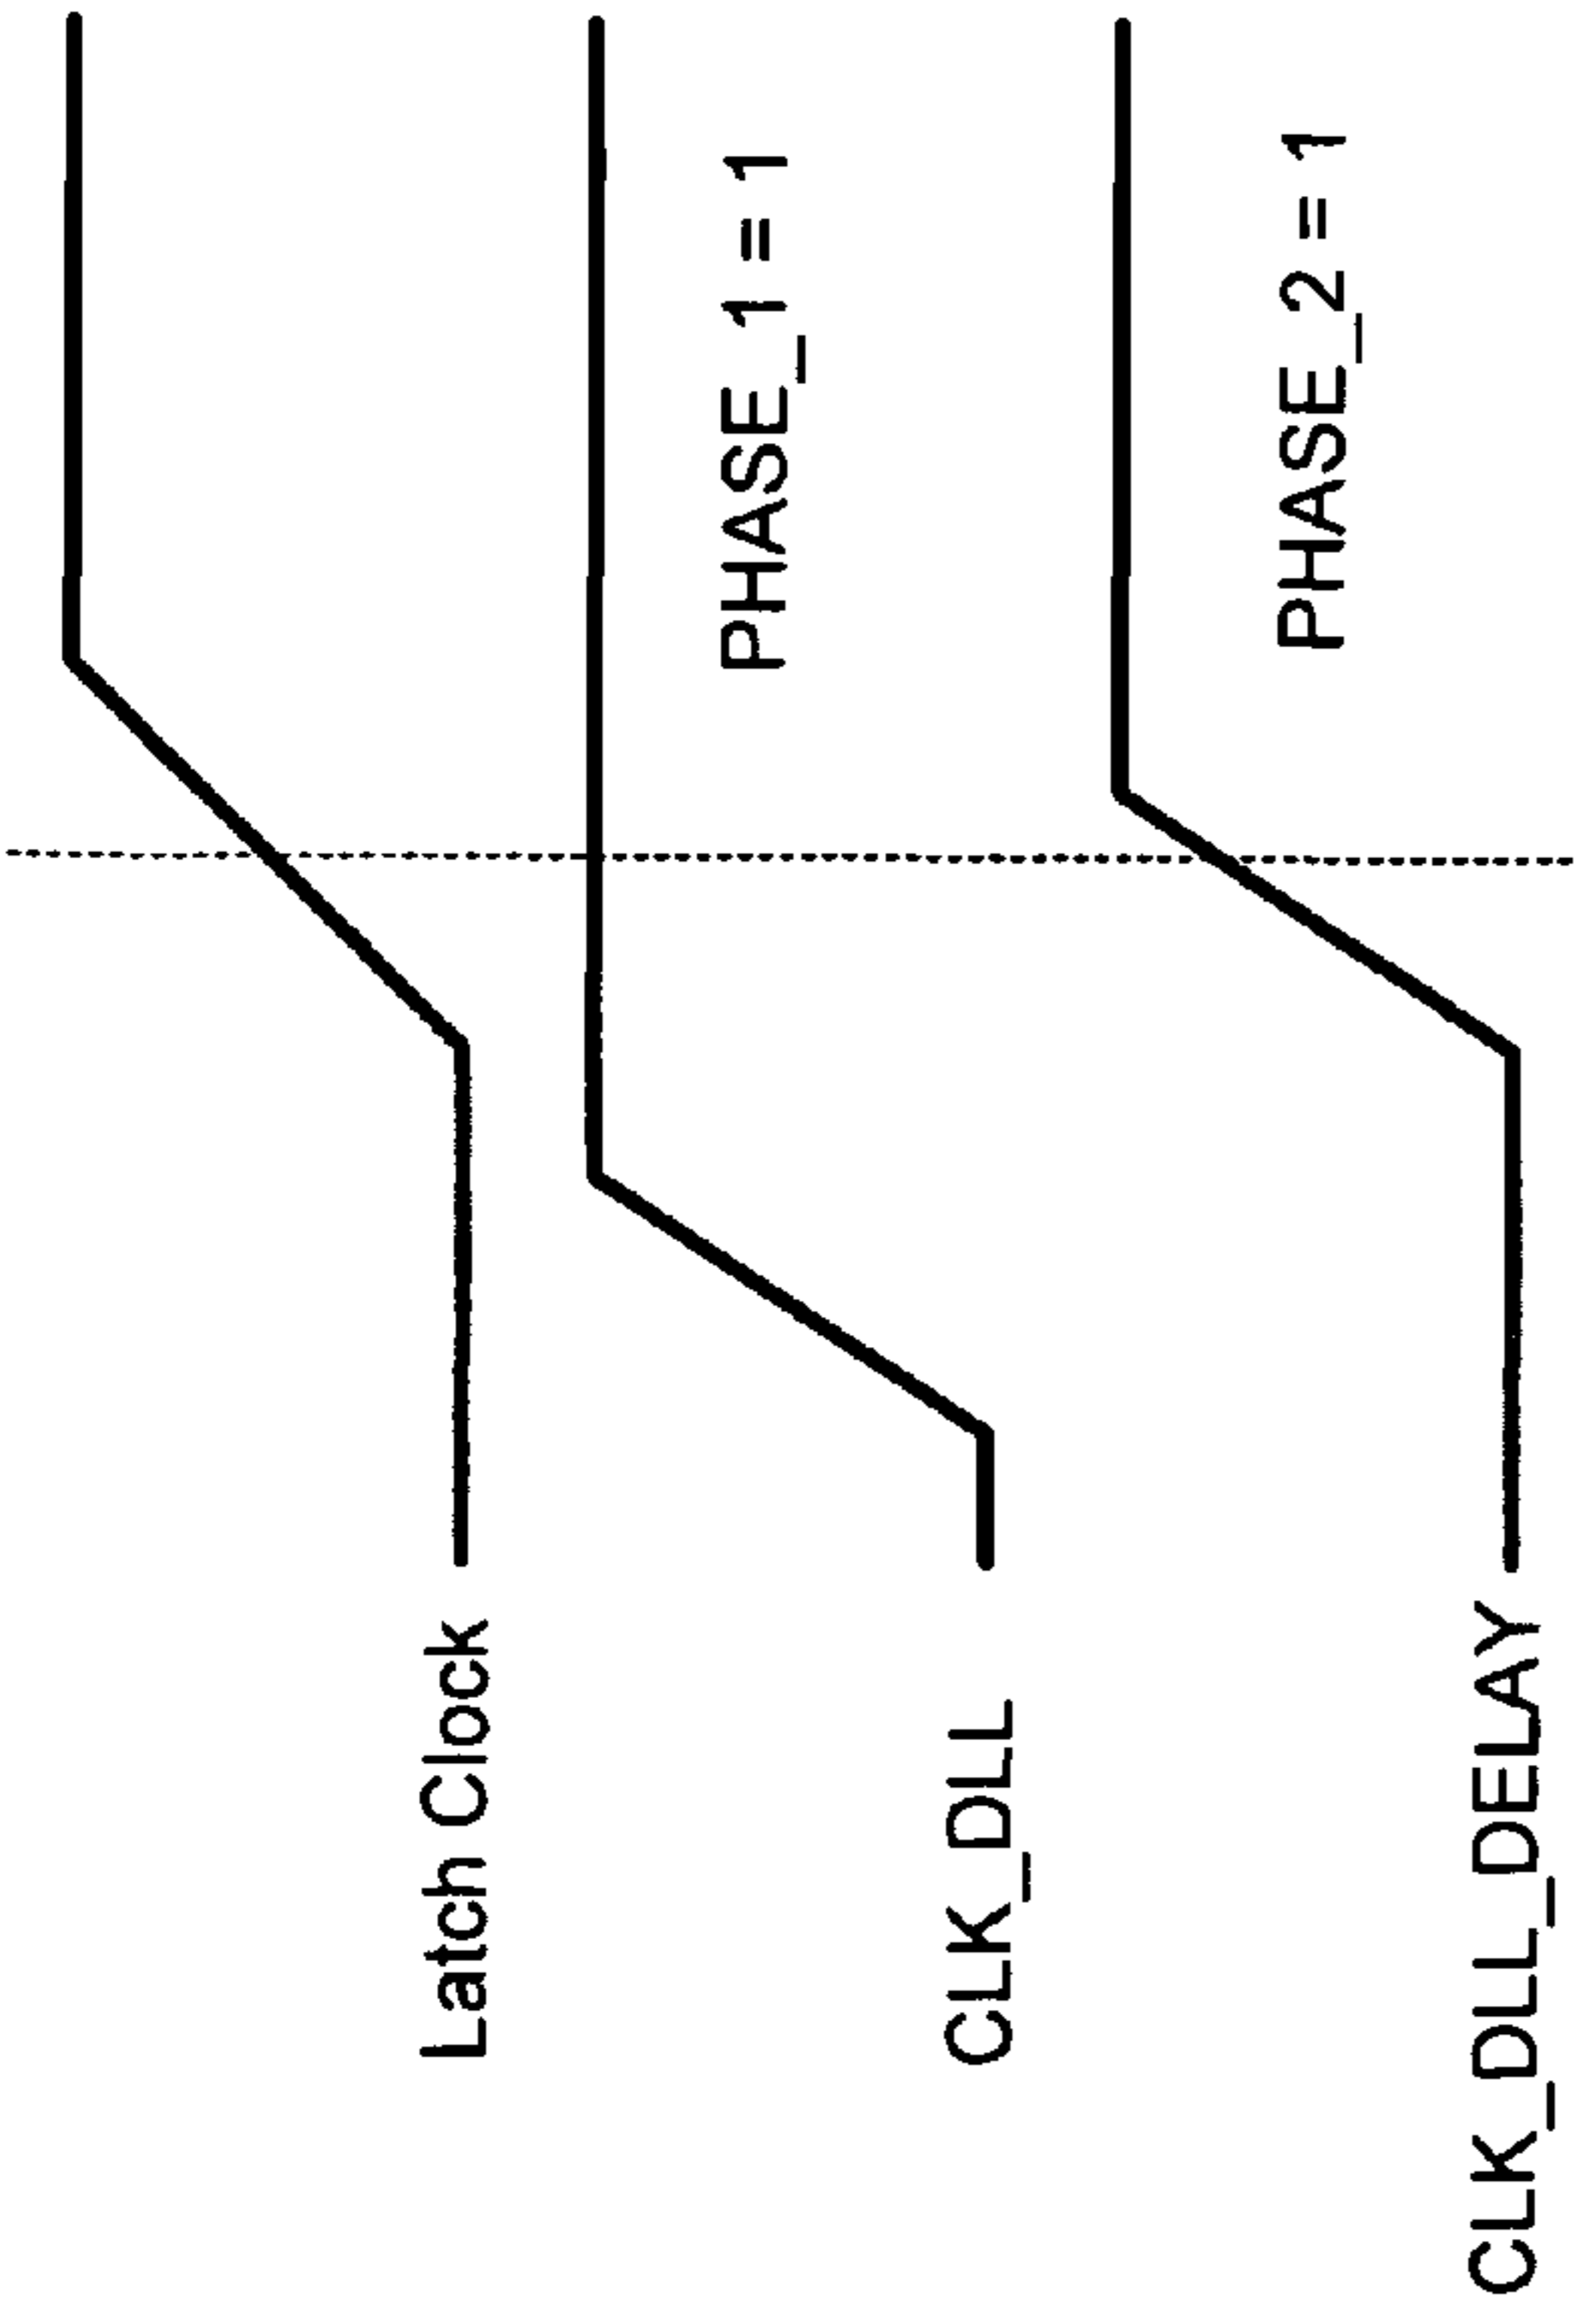 Latch Clock
CLK_DLL
PHASE_1 = 1
CLK_DLL_DELAY
PHASE_2 = 1